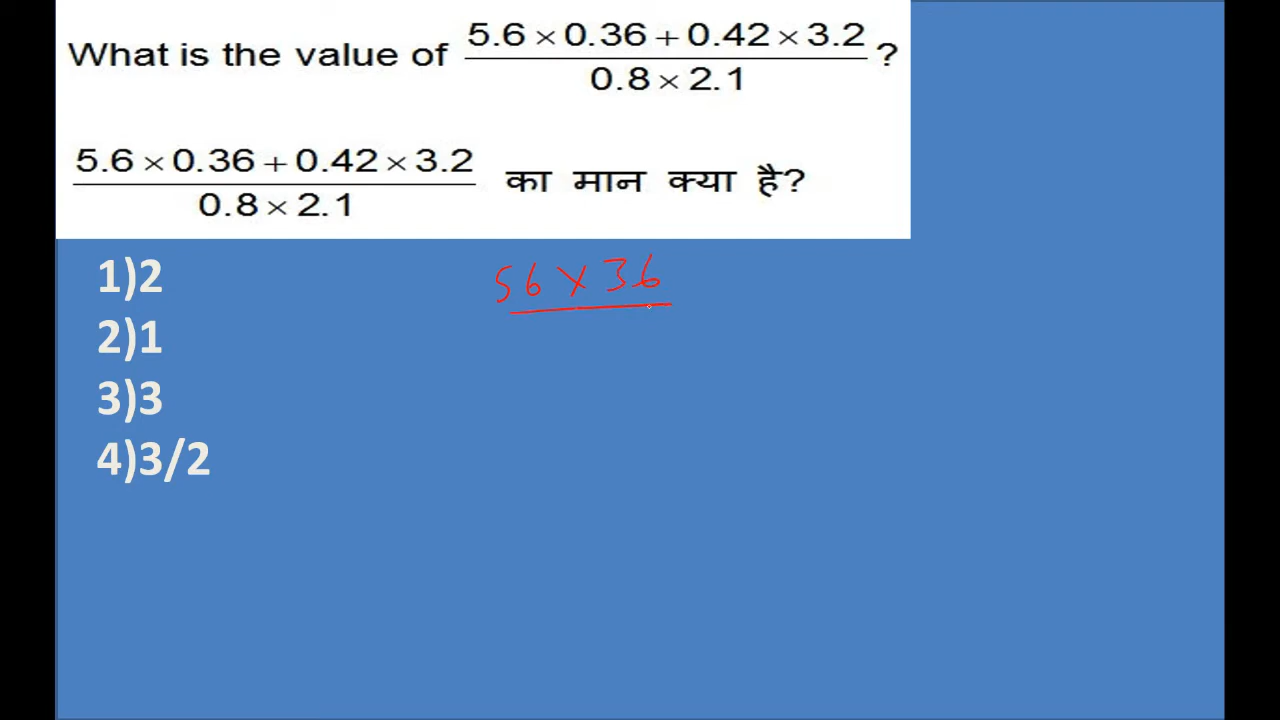 What is the value of (5.6 × 0.36 + 0.42 × 3.2) / (0.8 × 2.1) ?
(5.6 × 0.36 + 0.42 × 3.2) / (0.8 × 2.1) का मान क्या है?
1)2
56 × 36
2)1
3)3
4)3/2